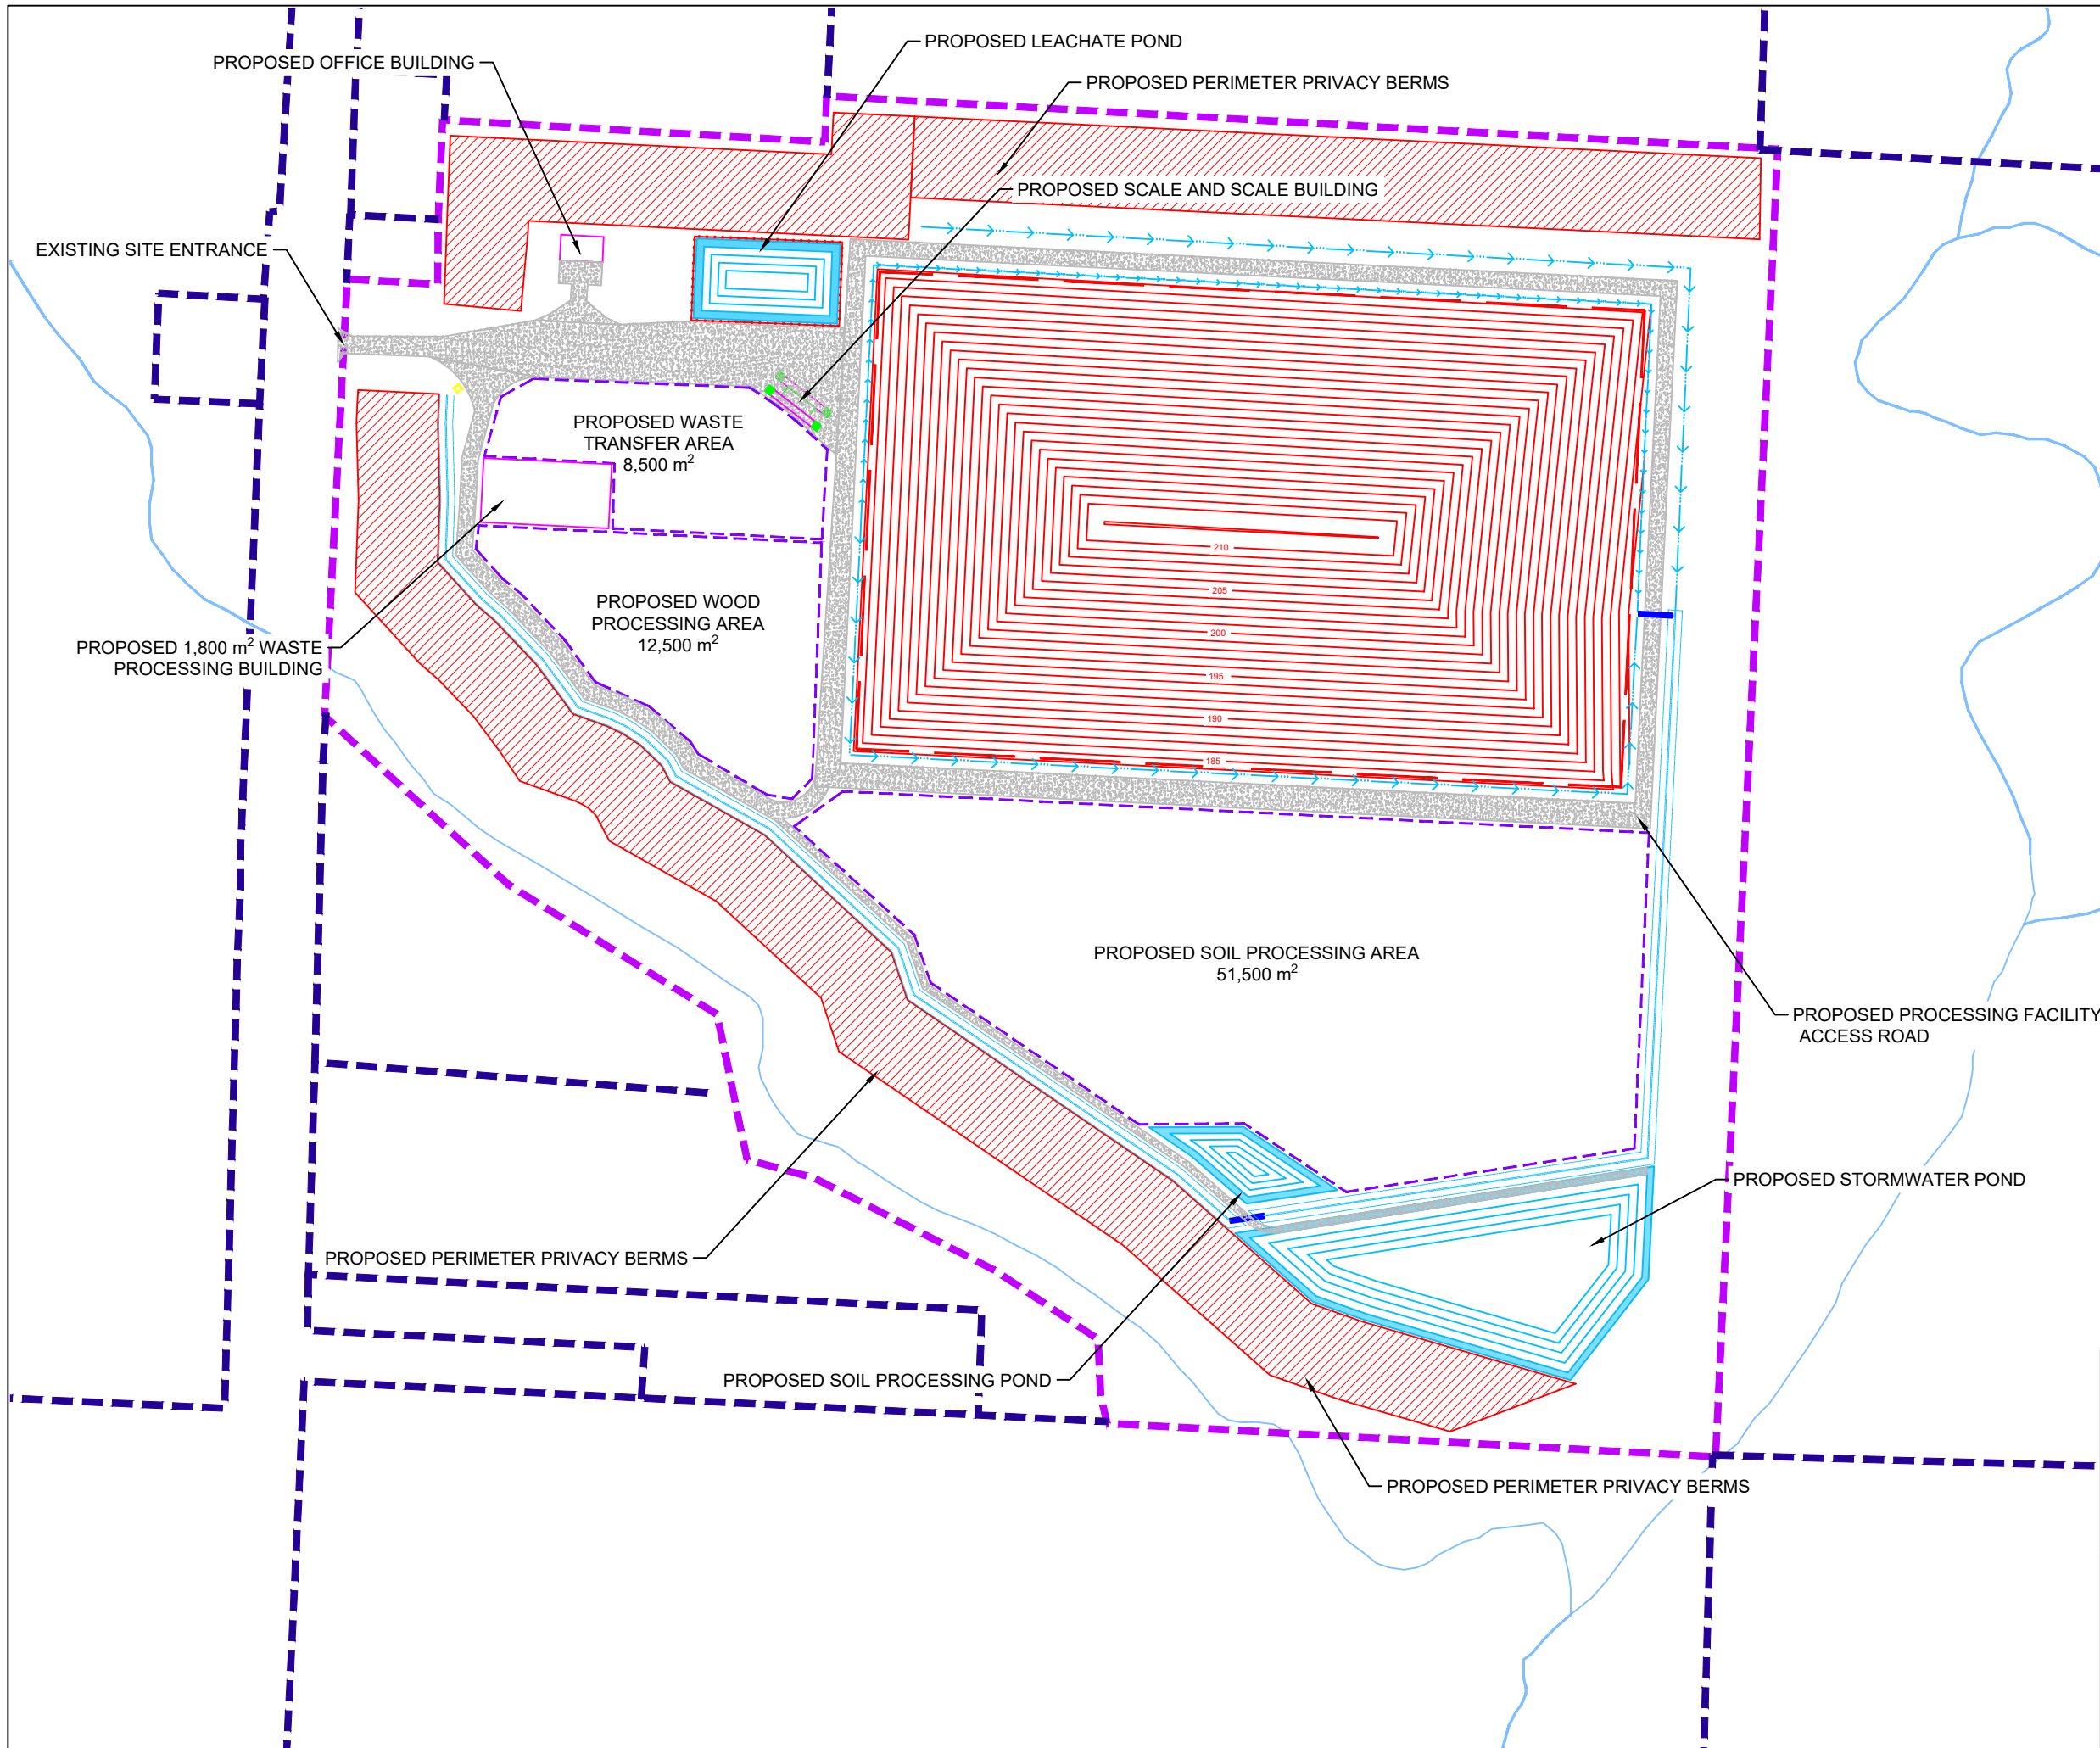 PROPOSED LEACHATE POND
PROPOSED OFFICE BUILDING
PROPOSED PERIMETER PRIVACY BERMS
PROPOSED SCALE AND SCALE BUILDING
EXISTING SITE ENTRANCE
PROPOSED WASTE
TRANSFER AREA
8,500 m²
210
205
PROPOSED WOOD
PROCESSING AREA
12,500 m²
200
PROPOSED 1,800 m² WASTE
PROCESSING BUILDING
195
190
185
PROPOSED SOIL PROCESSING AREA
51,500 m²
PROPOSED PROCESSING FACILITY
ACCESS ROAD
PROPOSED STORMWATER POND
PROPOSED PERIMETER PRIVACY BERMS
PROPOSED SOIL PROCESSING POND
PROPOSED PERIMETER PRIVACY BERMS